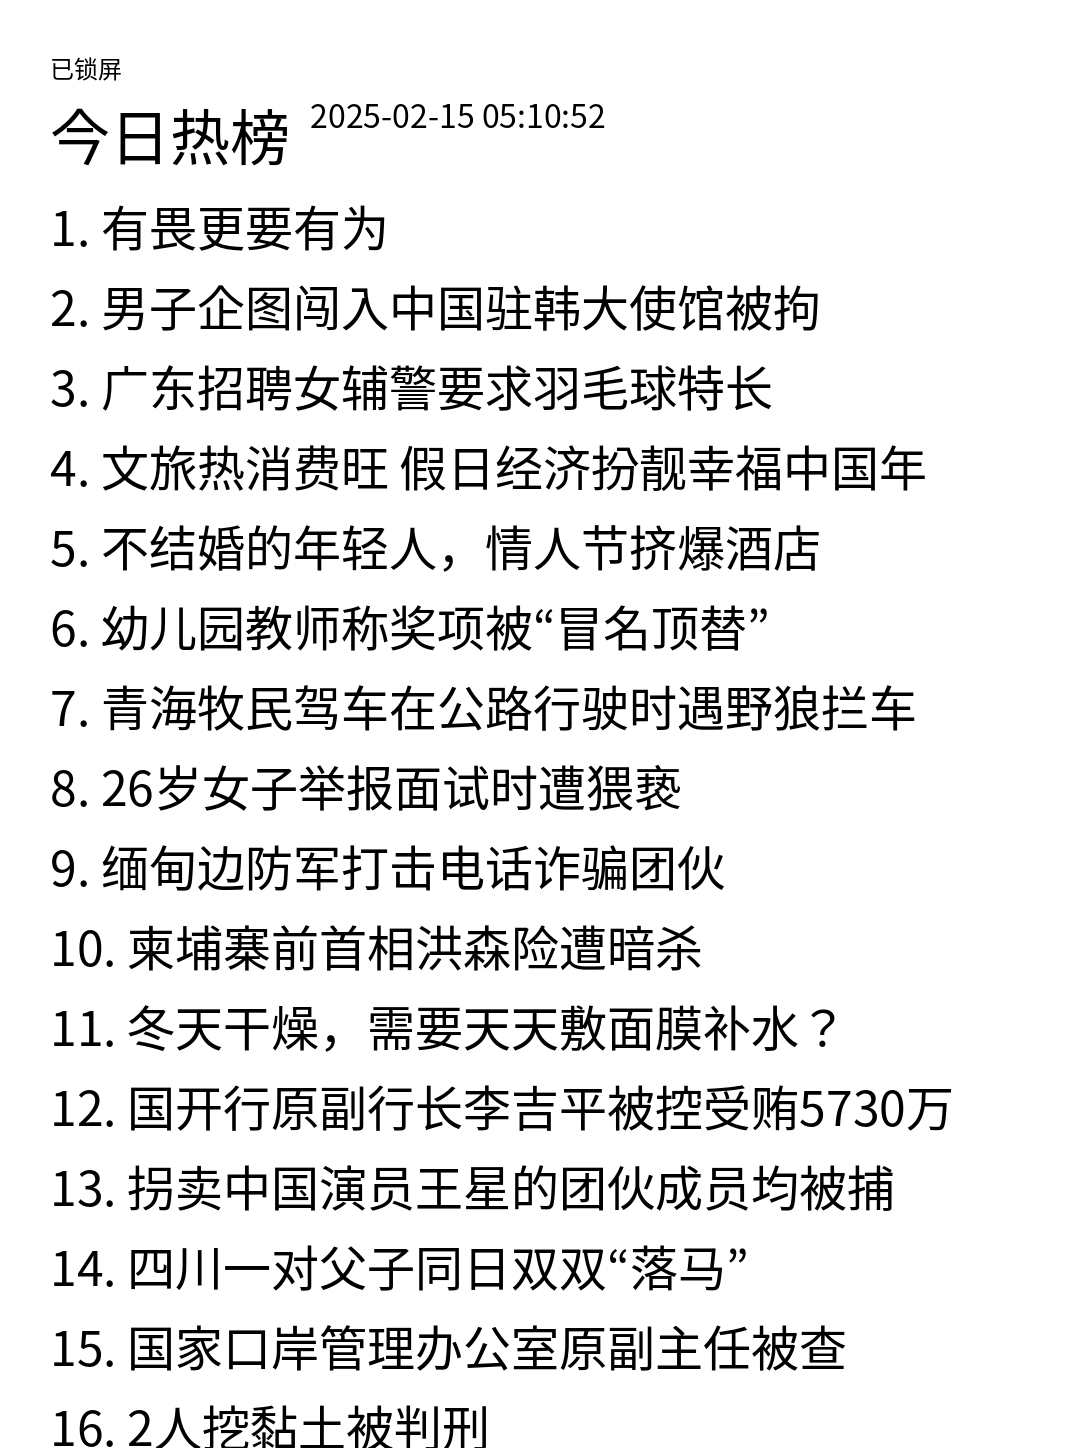 已锁屏
今日热榜 2025-02-15 05:10:52
1. 有畏更要有为
2. 男子企图闯入中国驻韩大使馆被拘
3. 广东招聘女辅警要求羽毛球特长
4. 文旅热消费旺 假日经济扮靓幸福中国年
5. 不结婚的年轻人，情人节挤爆酒店
6. 幼儿园教师称奖项被“冒名顶替”
7. 青海牧民驾车在公路行驶时遇野狼拦车
8. 26岁女子举报面试时遭猥亵
9. 缅甸边防军打击电话诈骗团伙
10. 柬埔寨前首相洪森险遭暗杀
11. 冬天干燥，需要天天敷面膜补水？
12. 国开行原副行长李吉平被控受贿5730万
13. 拐卖中国演员王星的团伙成员均被捕
14. 四川一对父子同日双双“落马”
15. 国家口岸管理办公室原副主任被查
16. 2人挖黏土被判刑